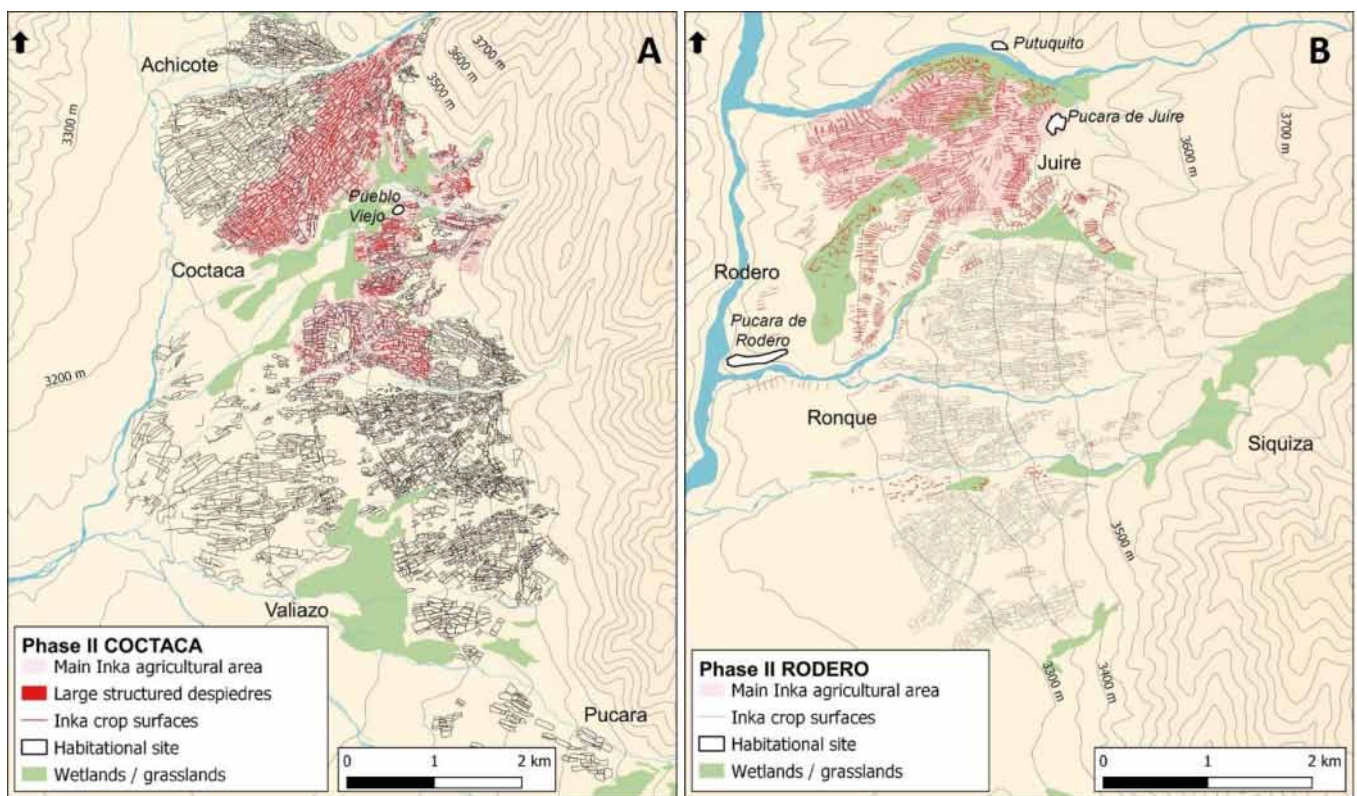 A
Achicote
3700 m
3600 m
3500 m
3300 m
Pueblo
Viejo
Coctaca
3200 m
Valiazo
Pucara
Phase II COCTACA
Main Inka agricultural area
Large structured despiedres
Inka crop surfaces
Habitational site
Wetlands / grasslands
0 1 2 km
B
Putuquito
Pucara de Juire
3700 m
Juire
3600 m
Rodero
Pucara de
Rodero
Ronque
Siquiza
3500 m
3300 m
3400 m
Phase II RODERO
Main Inka agricultural area
Inka crop surfaces
Habitational site
Wetlands / grasslands
0 1 2 km